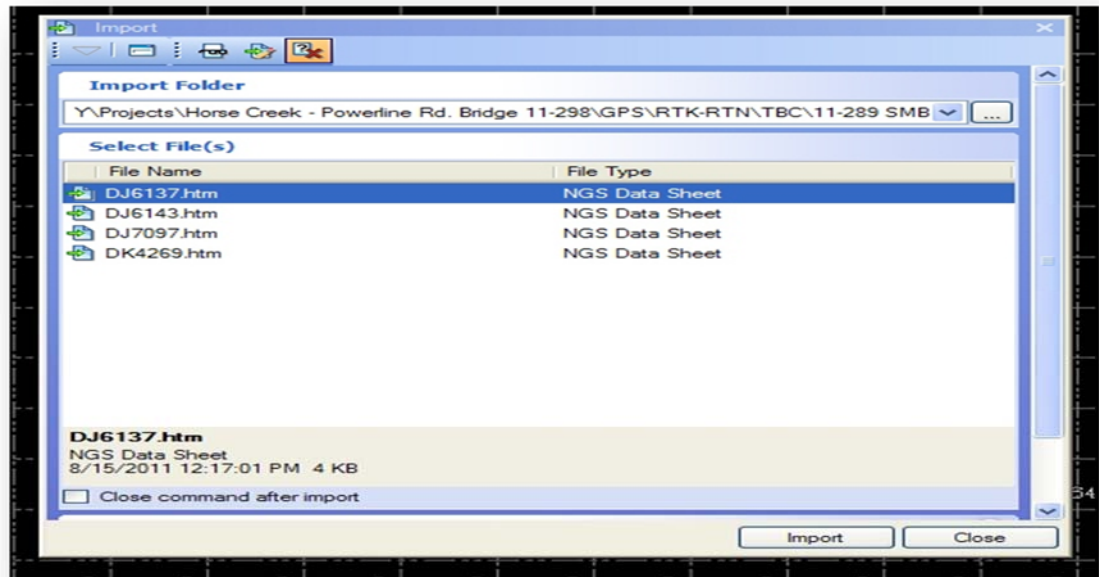 Import
Import Folder
Y\Projects\Horse Creek - Powerline Rd. Bridge 11-298\GPS\RTK-RTN\TBC\11-289 SMB
...
Select File(s)
File Name File Type
DJ6137.htm NGS Data Sheet
DJ6143.htm NGS Data Sheet
DJ7097.htm NGS Data Sheet
DK4269.htm NGS Data Sheet
DJ6137.htm
NGS Data Sheet
8/15/2011 12:17:01 PM 4 KB
Close command after import
Import Close